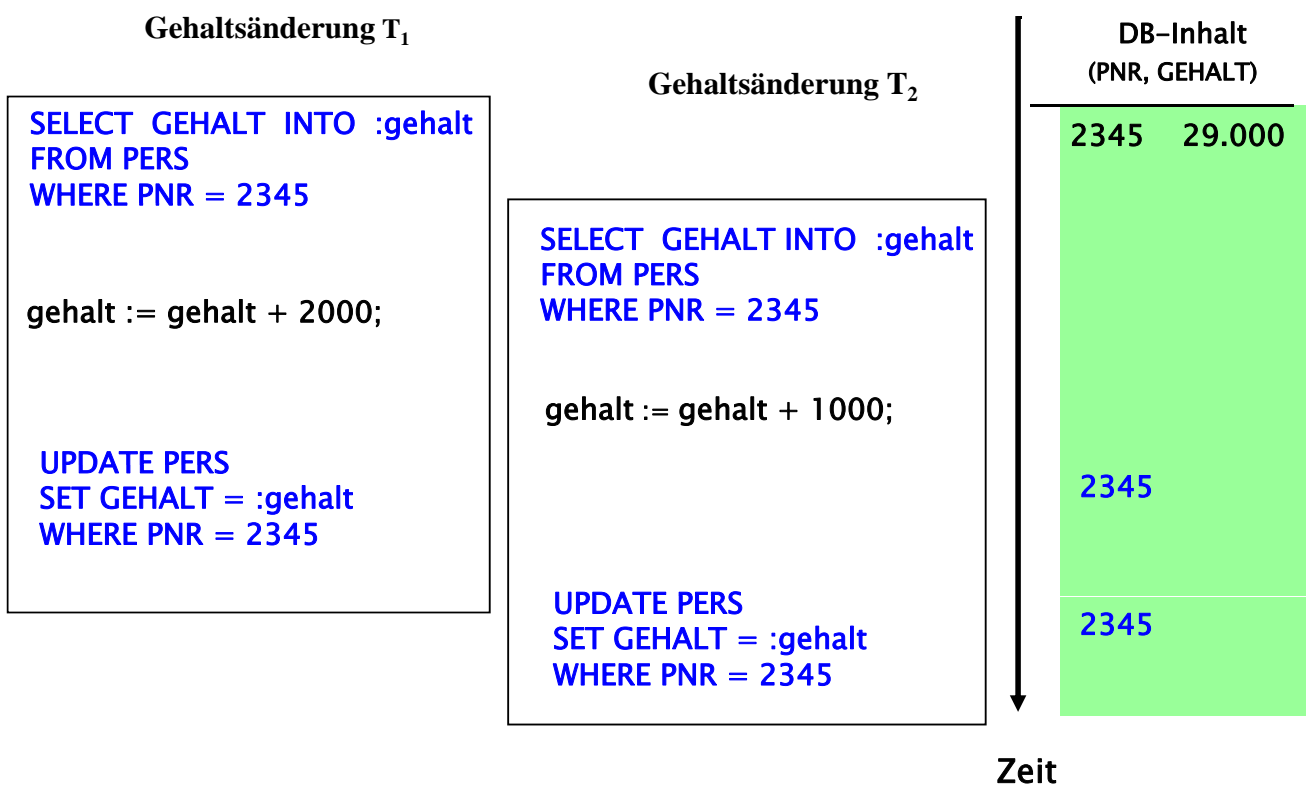 Gehaltsänderung T1
SELECT GEHALT INTO :gehalt
FROM PERS
WHERE PNR = 2345
gehalt := gehalt + 2000;
UPDATE PERS
SET GEHALT = :gehalt
WHERE PNR = 2345
Gehaltsänderung T2
SELECT GEHALT INTO :gehalt
FROM PERS
WHERE PNR = 2345
gehalt := gehalt + 1000;
UPDATE PERS
SET GEHALT = :gehalt
WHERE PNR = 2345
Zeit
DB-Inhalt
(PNR, GEHALT)
2345 29.000
2345
2345